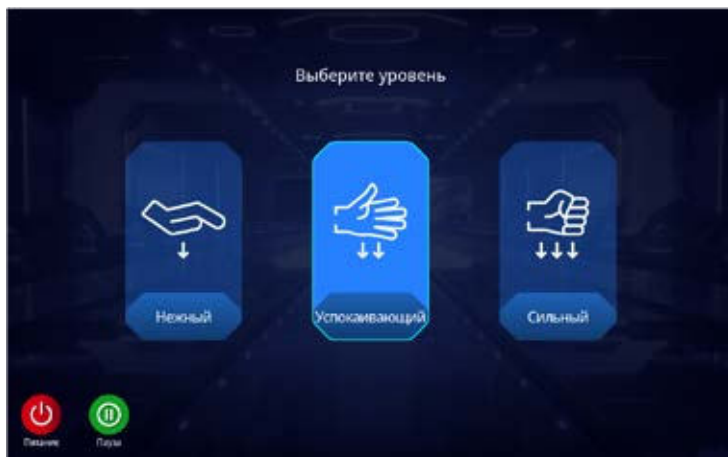 Выберите уровень
Нежный
Успокаивающий
Сильный
Питание
Пауза